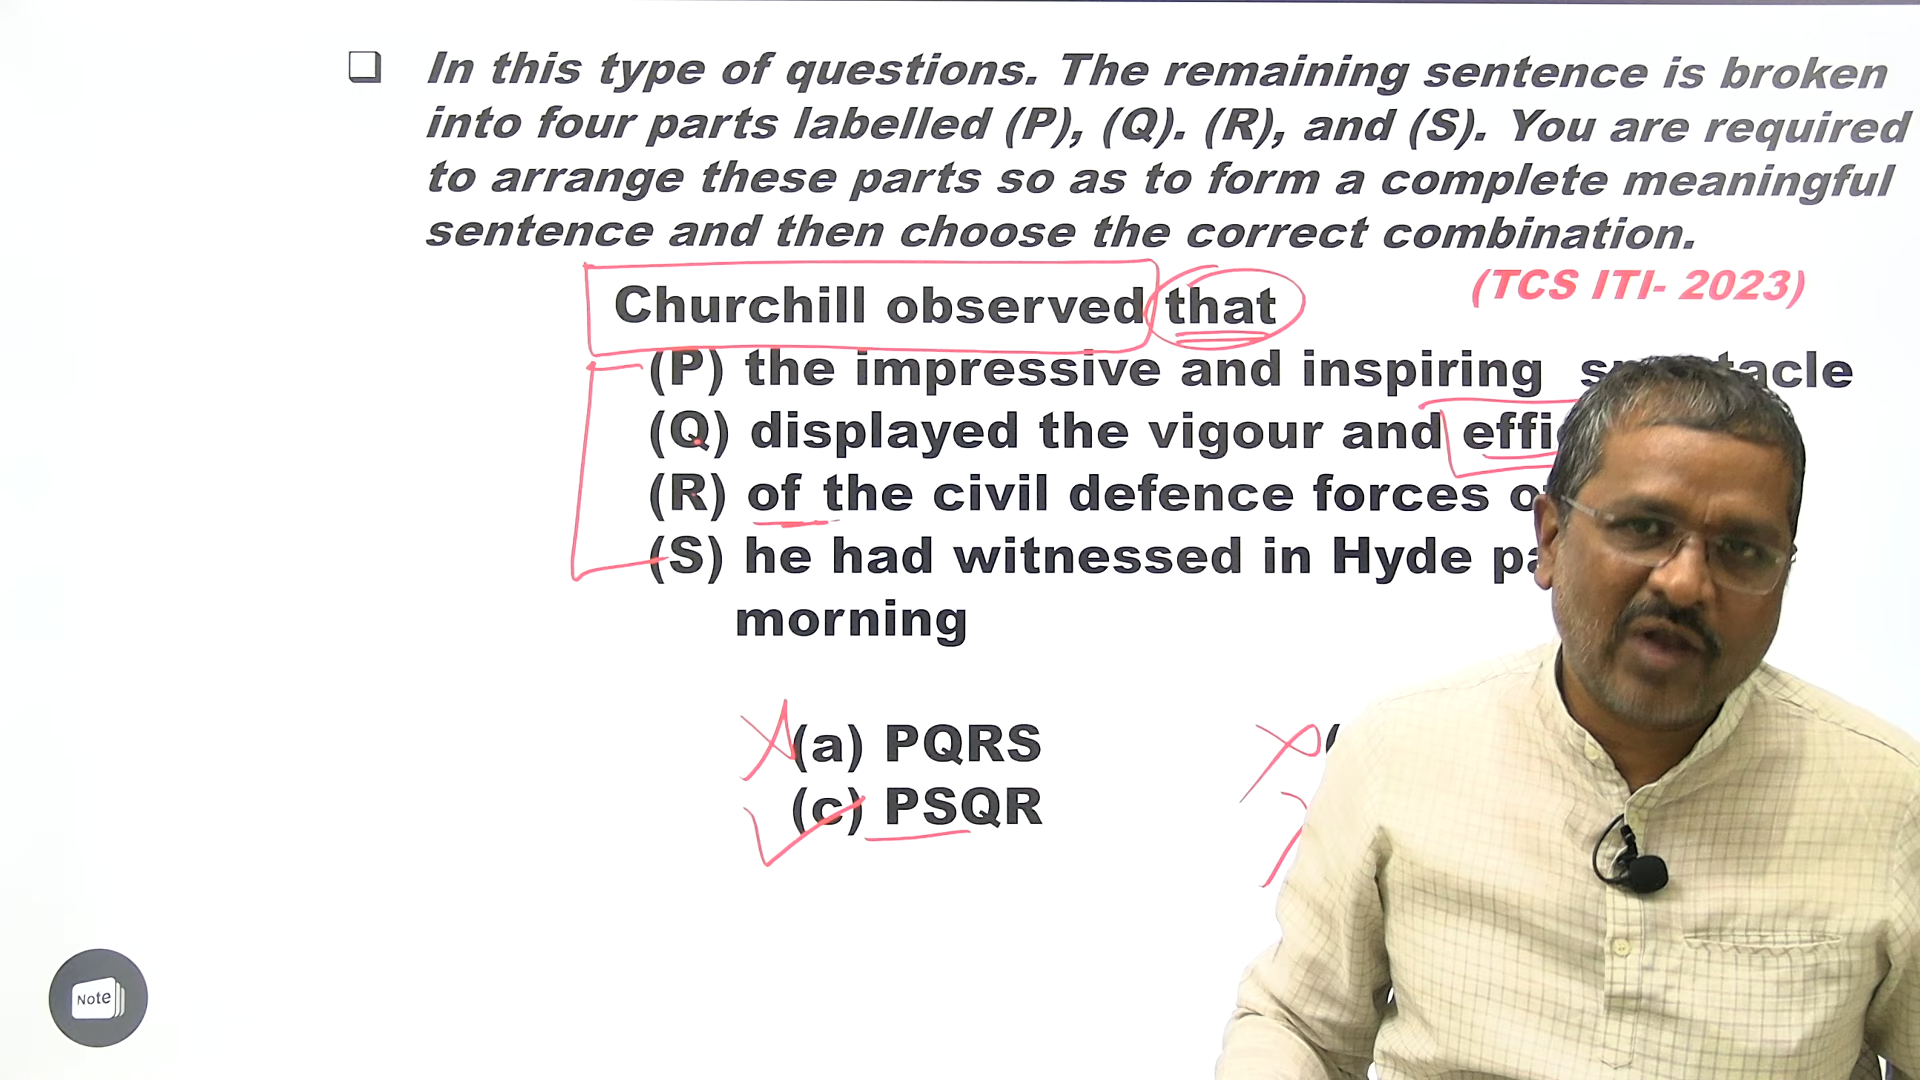 In this type of questions. The remaining sentence is broken
into four parts labelled (P), (Q). (R), and (S). You are required
to arrange these parts so as to form a complete meaningful
sentence and then choose the correct combination.
(TCS ITI- 2023)
Churchill observed that
(P) the impressive and inspiring
(Q) displayed the vigour and
(R) of the civil defence forces
(S) he had witnessed in Hyde
morning
(a) PQRS
(c) PSQR
Note